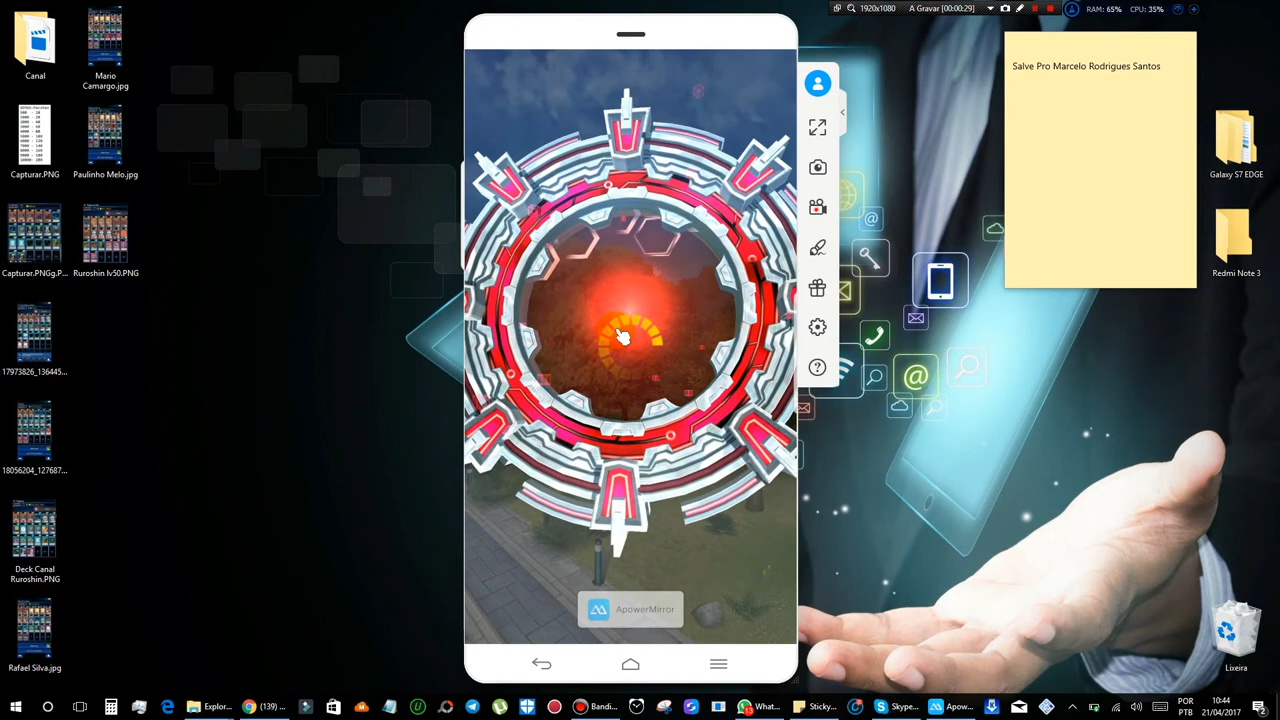 1920x1080
A Gravar [00:00:29]
RAM: 65%
CPU: 35%
Canal
Mario
Camargo.jpg
Salve Pro Marcelo Rodrigues Santos
Capturar.PNG
Paulinho Melo.jpg
Galaxy S7 EDGE
Capturar.PNGg.P...
Ruroshin lv50.PNG
Redmi Note 3
17973826_136445...
18056204_127687...
Deck Canal
Ruroshin.PNG
ApowerMirror
Rafael Silva.jpg
Lixeira
Explor...
(139) ...
Bandi...
What...
13
Sticky...
Skype...
Apow...
POR
PTB
10:44
21/04/2017
2